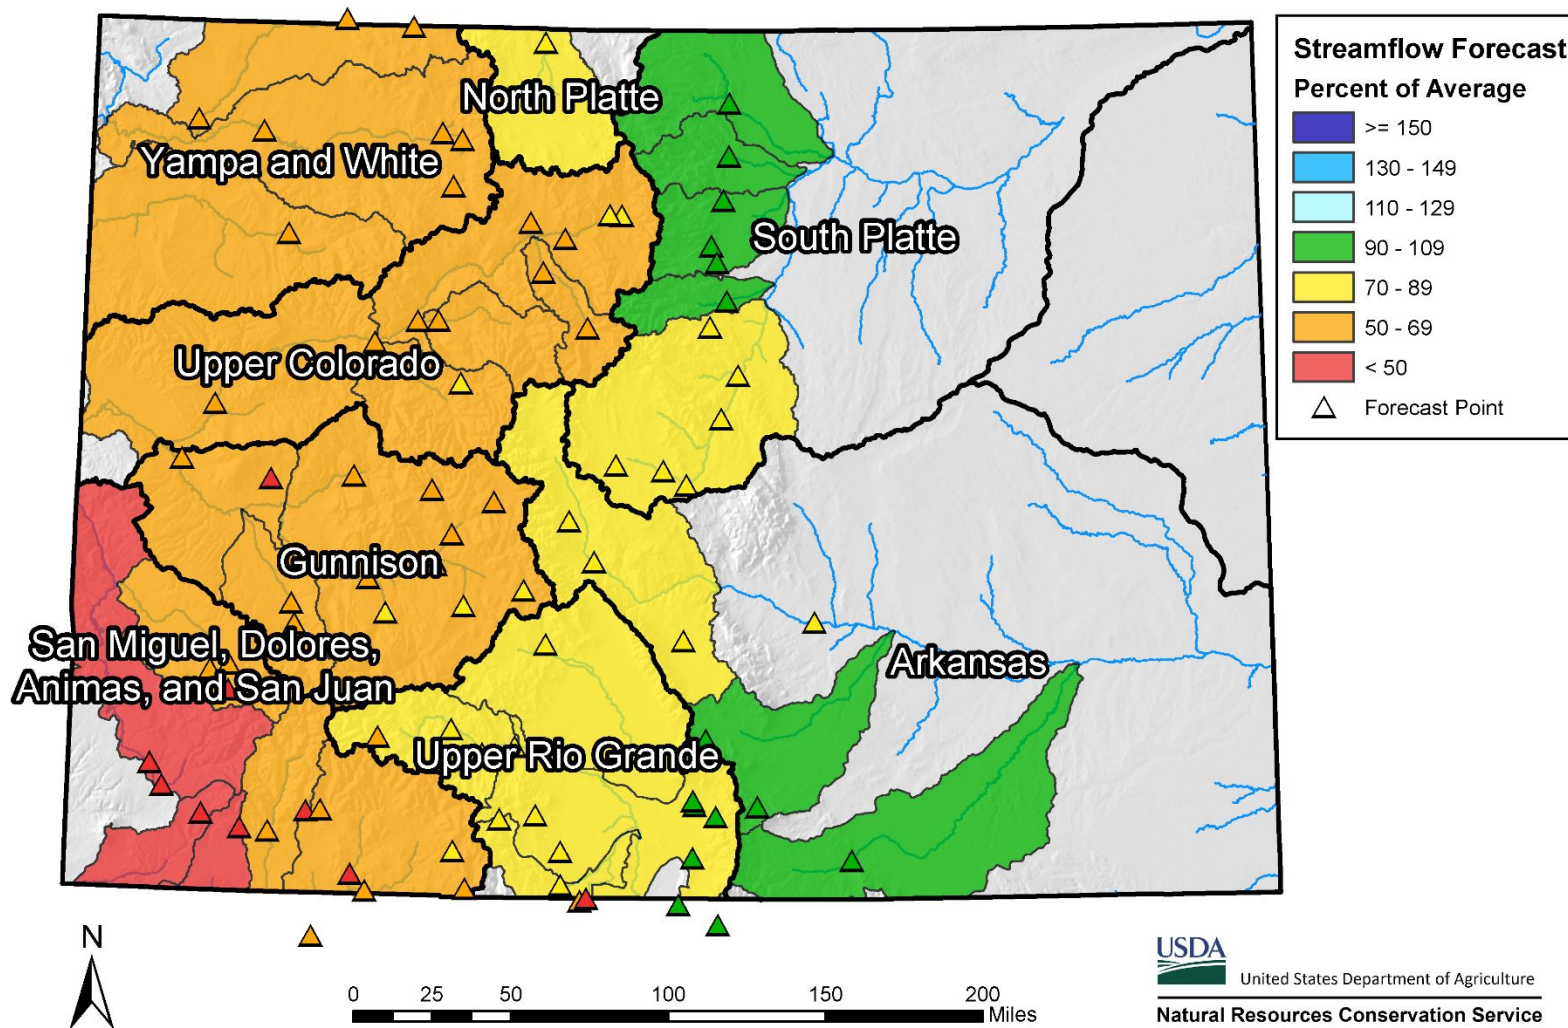 Streamflow Forecast
Percent of Average
>= 150
130 - 149
110 - 129
90 - 109
70 - 89
50 - 69
< 50
Forecast Point
North Platte
Yampa and White
South Platte
Upper Colorado
Gunnison
San Miguel, Dolores,
Animas, and San Juan
Arkansas
Upper Rio Grande
N
0 25 50 100 150 200
Miles
USDA
United States Department of Agriculture
Natural Resources Conservation Service